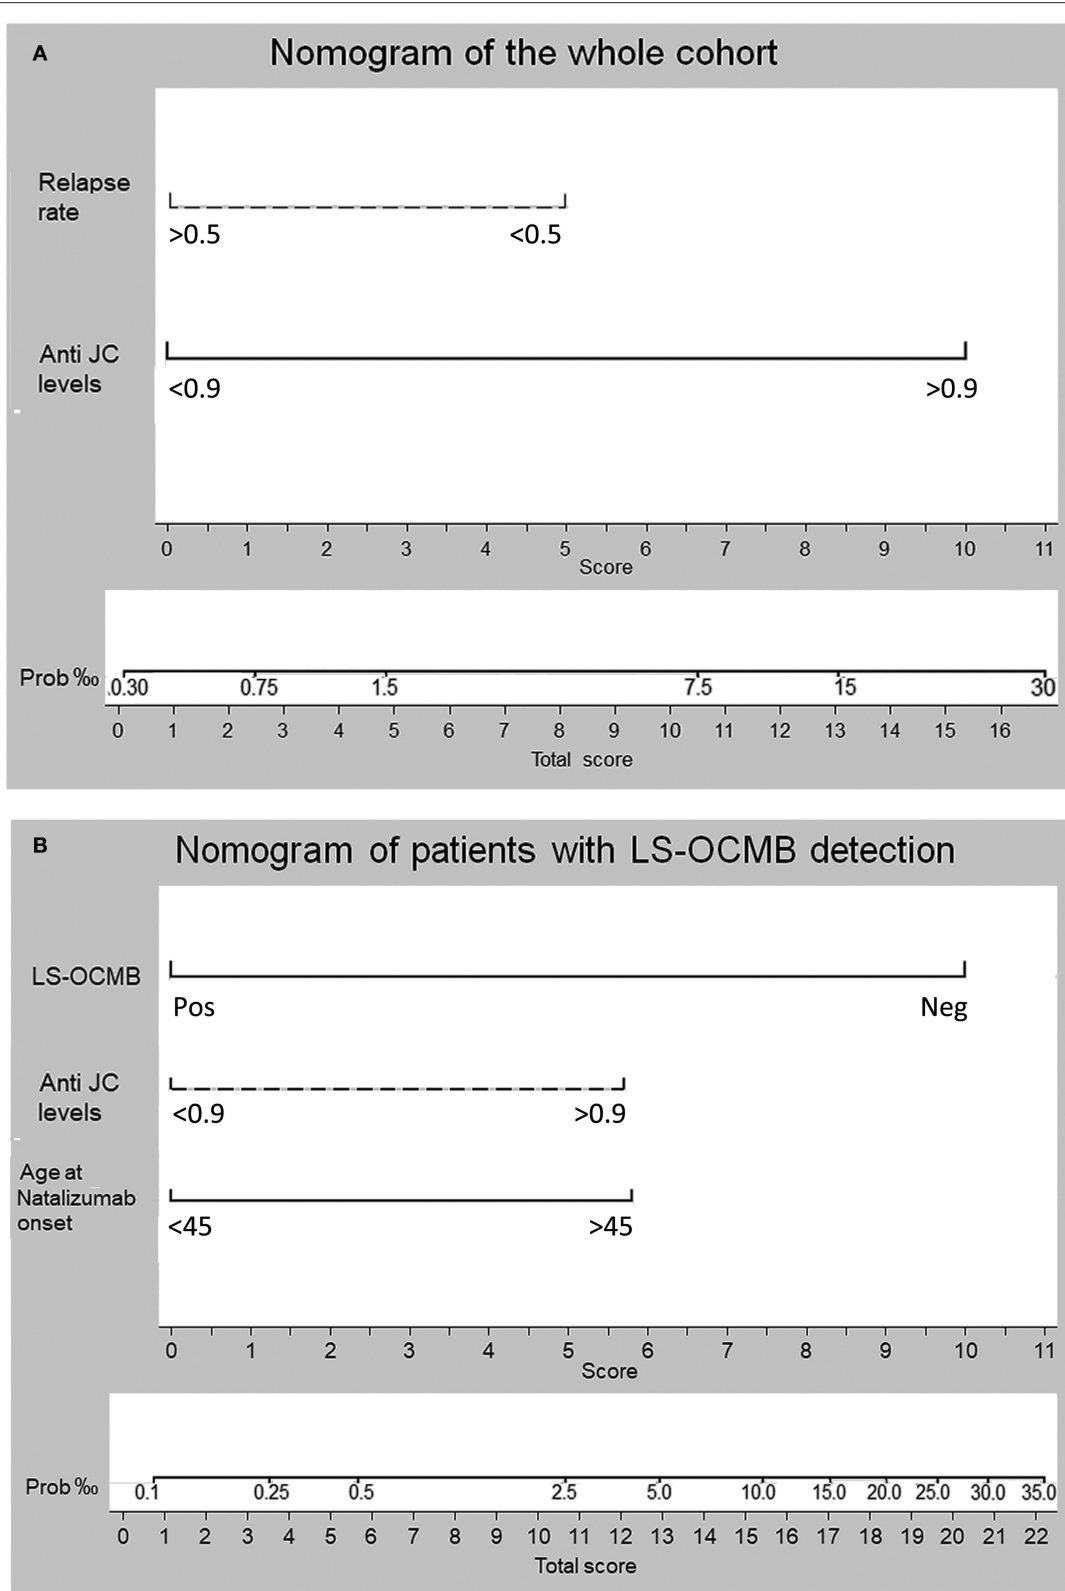 A
Nomogram of the whole cohort
Relapse
rate
>0.5 <0.5
Anti JC
levels
<0.9 >0.9
0 1 2 3 4 5 6 7 8 9 10 11
Score
Prob ‰
.0.30 0.75 1.5 7.5 15 30
0 1 2 3 4 5 6 7 8 9 10 11 12 13 14 15 16
Total score
B
Nomogram of patients with LS-OCMB detection
LS-OCMB
Pos Neg
Anti JC
levels
<0.9 >0.9
Age at
Natalizumab
onset
<45 >45
0 1 2 3 4 5 6 7 8 9 10 11
Score
Prob ‰
0.1 0.25 0.5 2.5 5.0 10.0 15.0 20.0 25.0 30.0 35.0
0 1 2 3 4 5 6 7 8 9 10 11 12 13 14 15 16 17 18 19 20 21 22
Total score